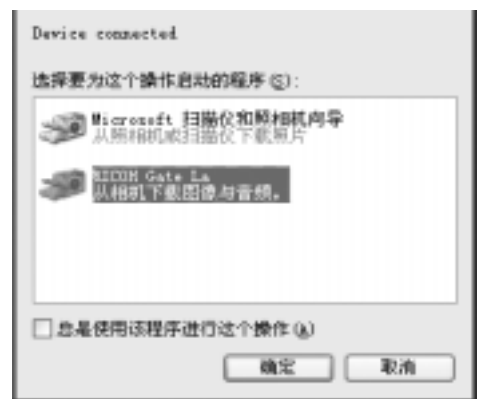 Device connected
选择要为这个操作启动的程序(S):
Microsoft 扫描仪和照相机向导
从照相机或扫描仪下载照片
RICOH Gate La
从相机下载图像与音频。
总是使用该程序进行这个操作(A)
确定
取消